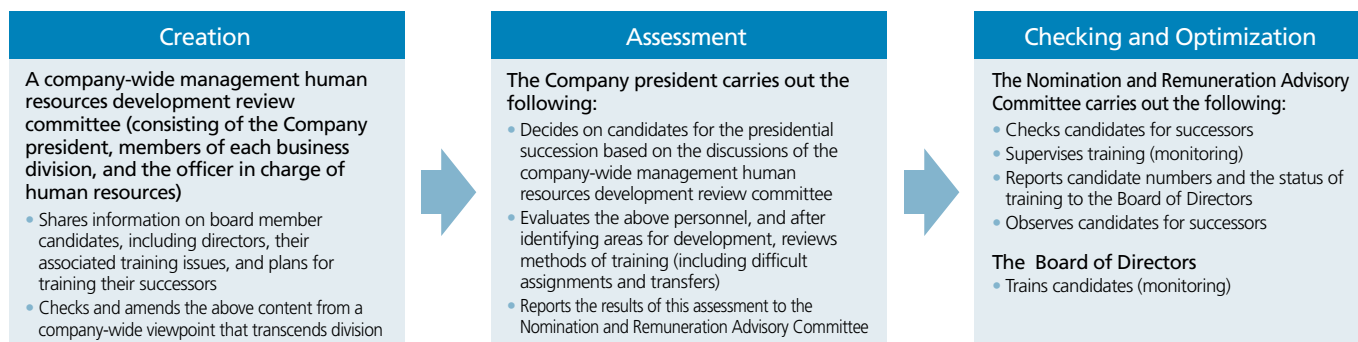 Creation
A company-wide management human
resources development review
committee (consisting of the Company
president, members of each business
division, and the officer in charge of
human resources)
• Shares information on board member
candidates, including directors, their
associated training issues, and plans for
training their successors
• Checks and amends the above content from a
company-wide viewpoint that transcends division
Assessment
The Company president carries out the
following:
• Decides on candidates for the presidential
succession based on the discussions of the
company-wide management human
resources development review committee
• Evaluates the above personnel, and after
identifying areas for development, reviews
methods of training (including difficult
assignments and transfers)
• Reports the results of this assessment to the
Nomination and Remuneration Advisory Committee
Checking and Optimization
The Nomination and Remuneration Advisory
Committee carries out the following:
• Checks candidates for successors
• Supervises training (monitoring)
• Reports candidate numbers and the status of
training to the Board of Directors
• Observes candidates for successors
The Board of Directors
• Trains candidates (monitoring)